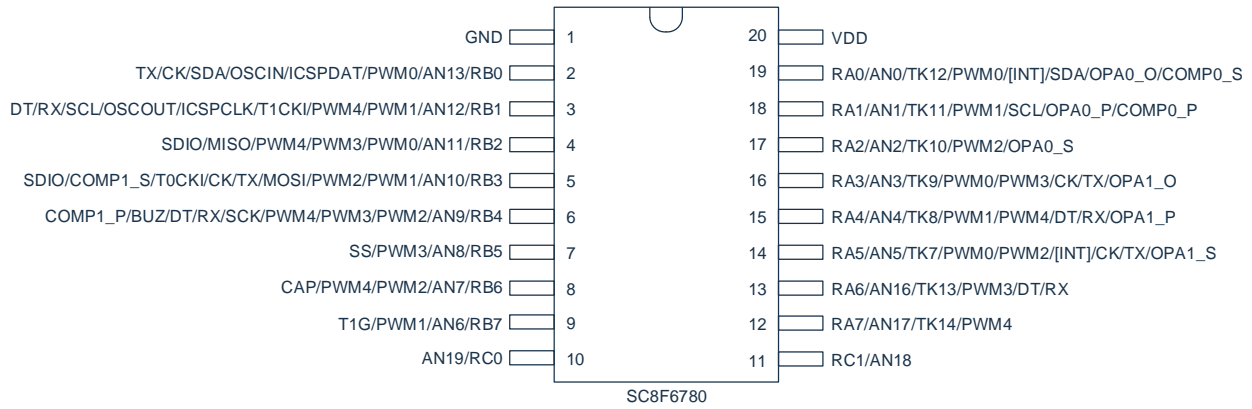 GND 1 20 VDD
TX/CK/SDA/OSCIN/ICSPDAT/PWM0/AN13/RB0 2 19 RA0/AN0/TK12/PWM0/[INT]/SDA/OPA0_O/COMP0_S
DT/RX/SCL/OSCOUT/ICSPCLK/T1CKI/PWM4/PWM1/AN12/RB1 3 18 RA1/AN1/TK11/PWM1/SCL/OPA0_P/COMP0_P
SDIO/MISO/PWM4/PWM3/PWM0/AN11/RB2 4 17 RA2/AN2/TK10/PWM2/OPA0_S
SDIO/COMP1_S/T0CKI/CK/TX/MOSI/PWM2/PWM1/AN10/RB3 5 16 RA3/AN3/TK9/PWM0/PWM3/CK/TX/OPA1_O
COMP1_P/BUZ/DT/RX/SCK/PWM4/PWM3/PWM2/AN9/RB4 6 15 RA4/AN4/TK8/PWM1/PWM4/DT/RX/OPA1_P
SS/PWM3/AN8/RB5 7 14 RA5/AN5/TK7/PWM0/PWM2/[INT]/CK/TX/OPA1_S
CAP/PWM4/PWM2/AN7/RB6 8 13 RA6/AN16/TK13/PWM3/DT/RX
T1G/PWM1/AN6/RB7 9 12 RA7/AN17/TK14/PWM4
AN19/RC0 10 11 RC1/AN18
SC8F6780